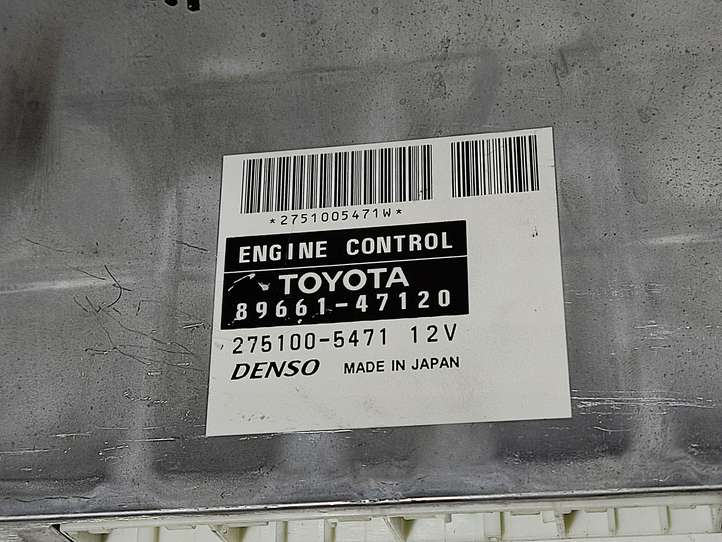 *2751005471W*
ENGINE CONTROL
TOYOTA
89661-47120
275100-5471 12V
DENSO MADE IN JAPAN